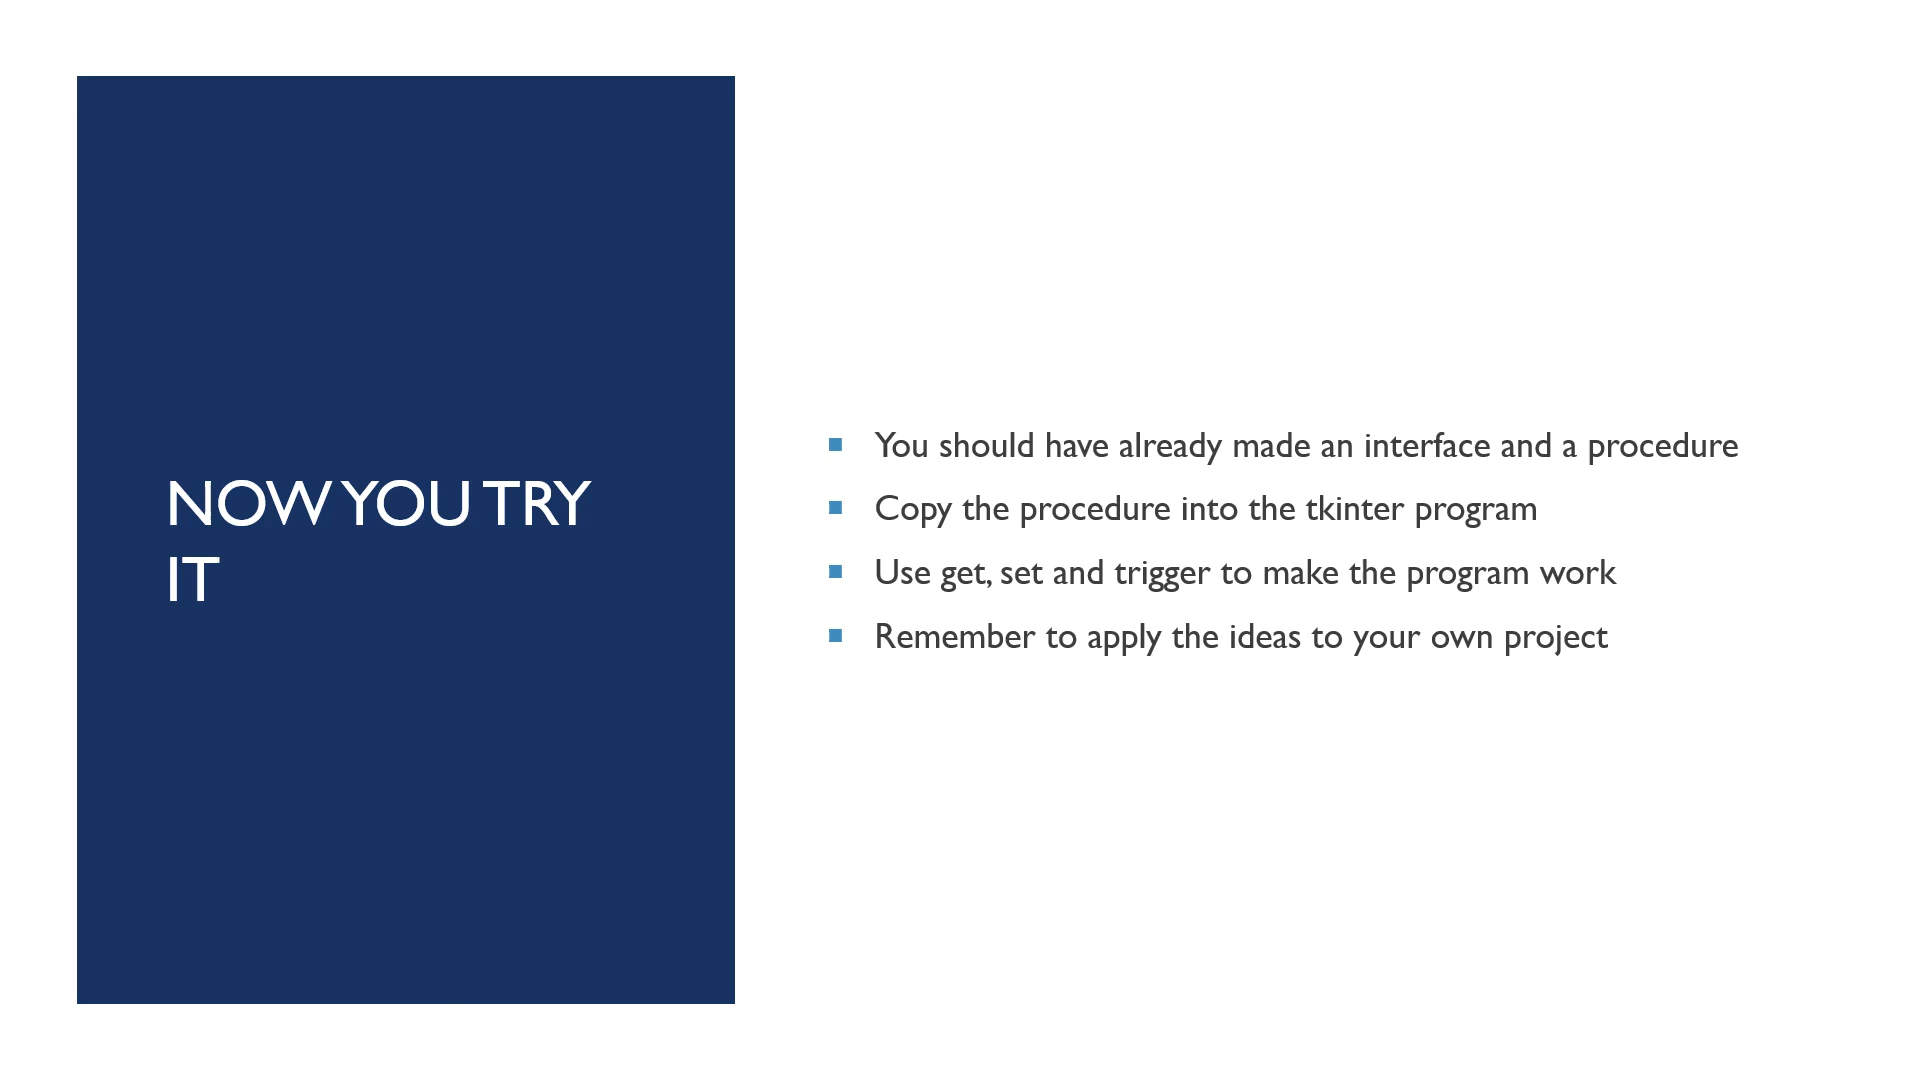 NOW YOU TRY
IT
You should have already made an interface and a procedure
Copy the procedure into the tkinter program
Use get, set and trigger to make the program work
Remember to apply the ideas to your own project